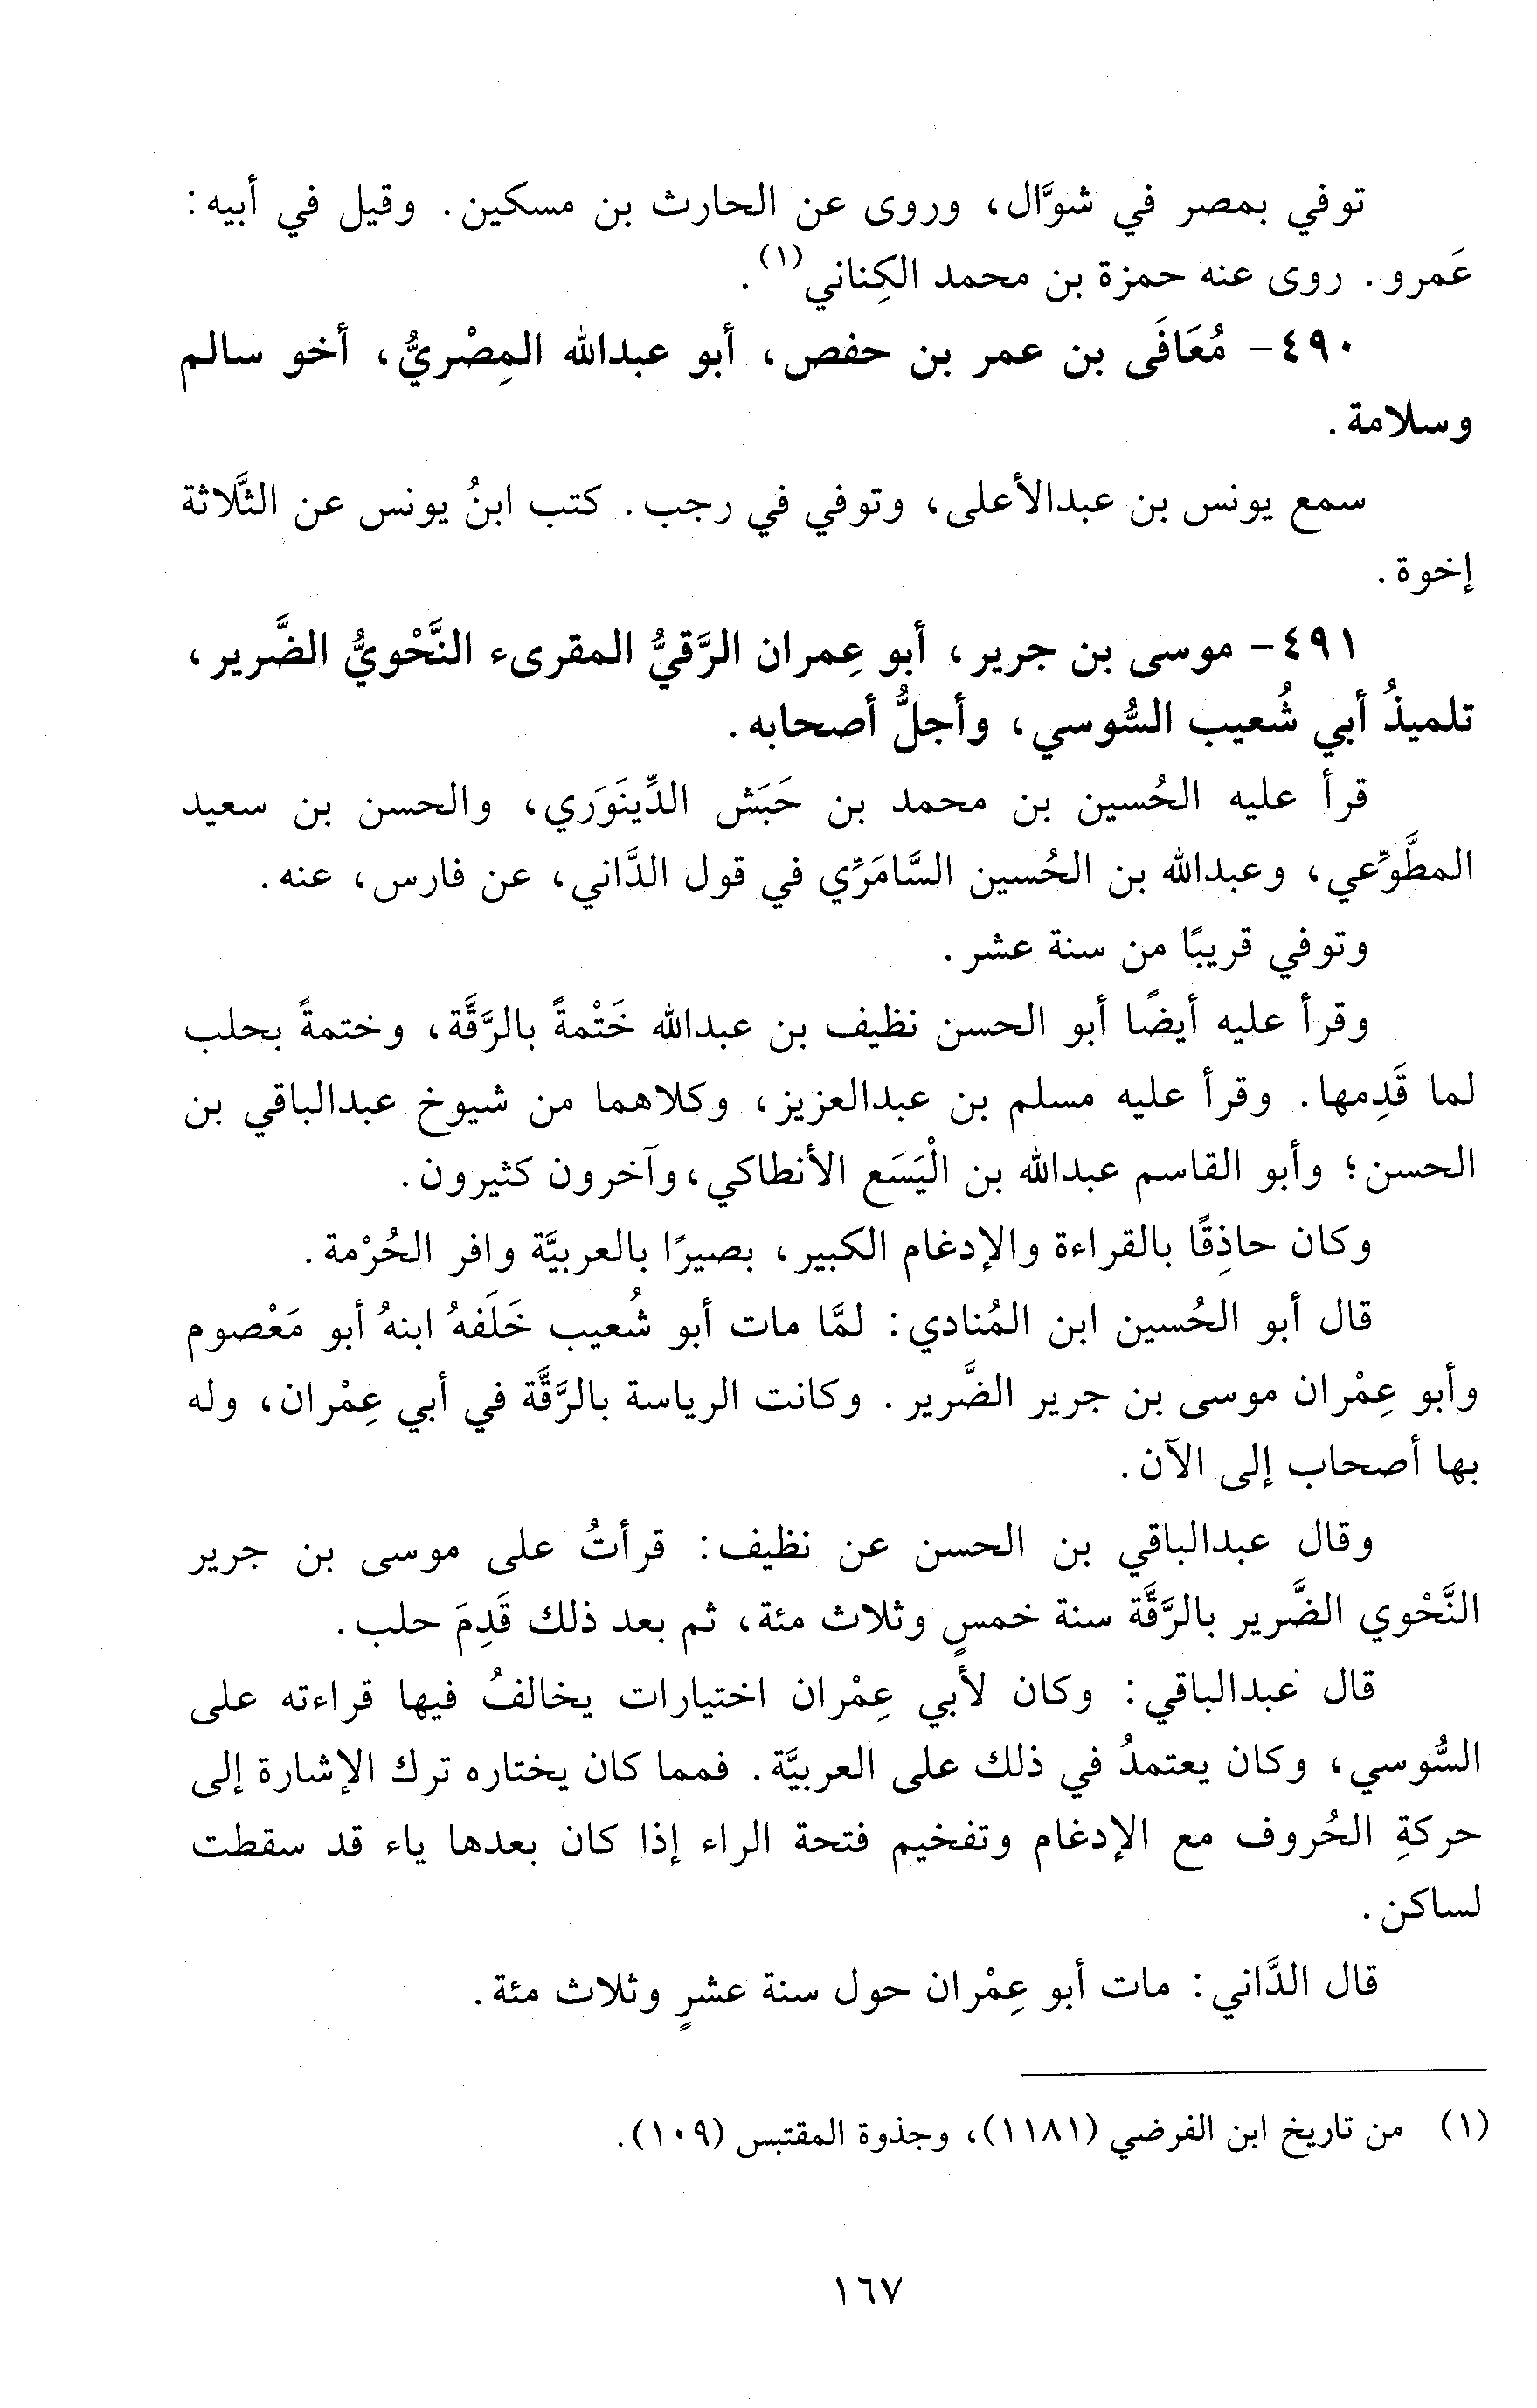 توفي بمصر في شوَّال، وروى عن الحارث بن مسكين. وقيل في أبيه:
عَمرو. روى عنه حمزة بن محمد الكِناني(١).
٤٩٠- مُعَافَى بن عمر بن حفص، أبو عبدالله المِصْريُّ، أخو سالم
وسلامة.
سمع يونس بن عبدالأعلى، وتوفي في رجب. كتب ابنُ يونس عن الثَّلاثة
إخوة.
٤٩١- موسى بن جرير، أبو عِمران الرَّقيُّ المقرىء النَّحْويُّ الضَّرير،
تلميذُ أبي شُعيب السُّوسي، وأجلُّ أصحابه.
قرأ عليه الحُسين بن محمد بن حَبَش الدِّينَوَري، والحسن بن سعيد
المطَّوِّعي، وعبدالله بن الحُسين السَّامَرِّي في قول الدَّاني، عن فارس، عنه.
وتوفي قريبًا من سنة عشر.
وقرأ عليه أيضًا أبو الحسن نظيف بن عبدالله خَتْمةً بالرَّقَّة، وختمةً بحلب
لما قَدِمها. وقرأ عليه مسلم بن عبدالعزيز، وكلاهما من شيوخ عبدالباقي بن
الحسن؛ وأبو القاسم عبدالله بن الْيَسَع الأنطاكي، وآخرون كثيرون.
وكان حاذِقًا بالقراءة والإدغام الكبير، بصيرًا بالعربيَّة وافر الحُرْمة.
قال أبو الحُسين ابن المُنادي: لمَّا مات أبو شُعيب خَلَفهُ ابنهُ أبو مَعْصوم
وأبو عِمْران موسى بن جرير الضَّرير. وكانت الرياسة بالرَّقَّة في أبي عِمْران، وله
بها أصحاب إلى الآن.
وقال عبدالباقي بن الحسن عن نظيف: قرأتُ على موسى بن جرير
النَّحْوي الضَّرير بالرَّقَّة سنة خمسٍ وثلاث مئة، ثم بعد ذلك قَدِمَ حلب.
قال عبدالباقي: وكان لأبي عِمْران اختيارات يخالفُ فيها قراءته على
السُّوسي، وكان يعتمدُ في ذلك على العربيَّة. فمما كان يختاره ترك الإشارة إلى
حركةِ الحُروف مع الإدغام وتفخيم فتحة الراء إذا كان بعدها ياء قد سقطت
لساكن.
قال الدَّاني: مات أبو عِمْران حول سنة عشرٍ وثلاث مئة.
(١) من تاريخ ابن الفرضي (١١٨١)، وجذوة المقتبس (١٠٩).
١٦٧